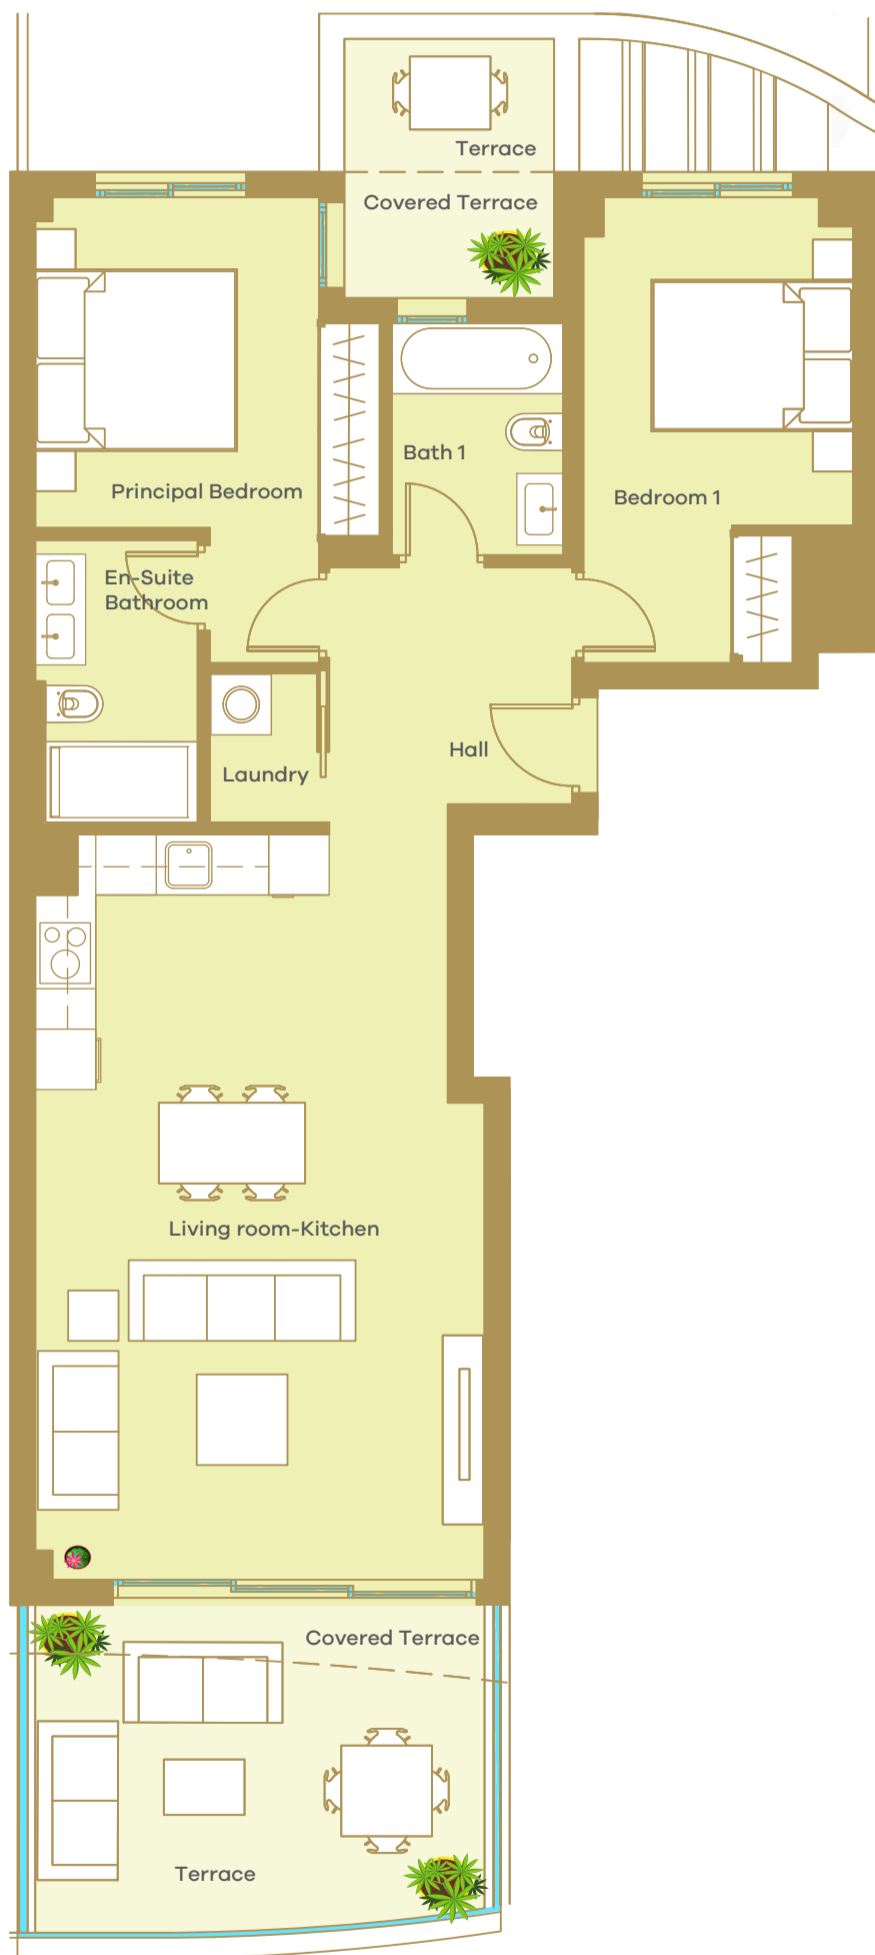 Terrace
Covered Terrace
Bath 1
Principal Bedroom
Bedroom 1
En-Suite
Bathroom
Hall
Laundry
Living room-Kitchen
Covered Terrace
Terrace